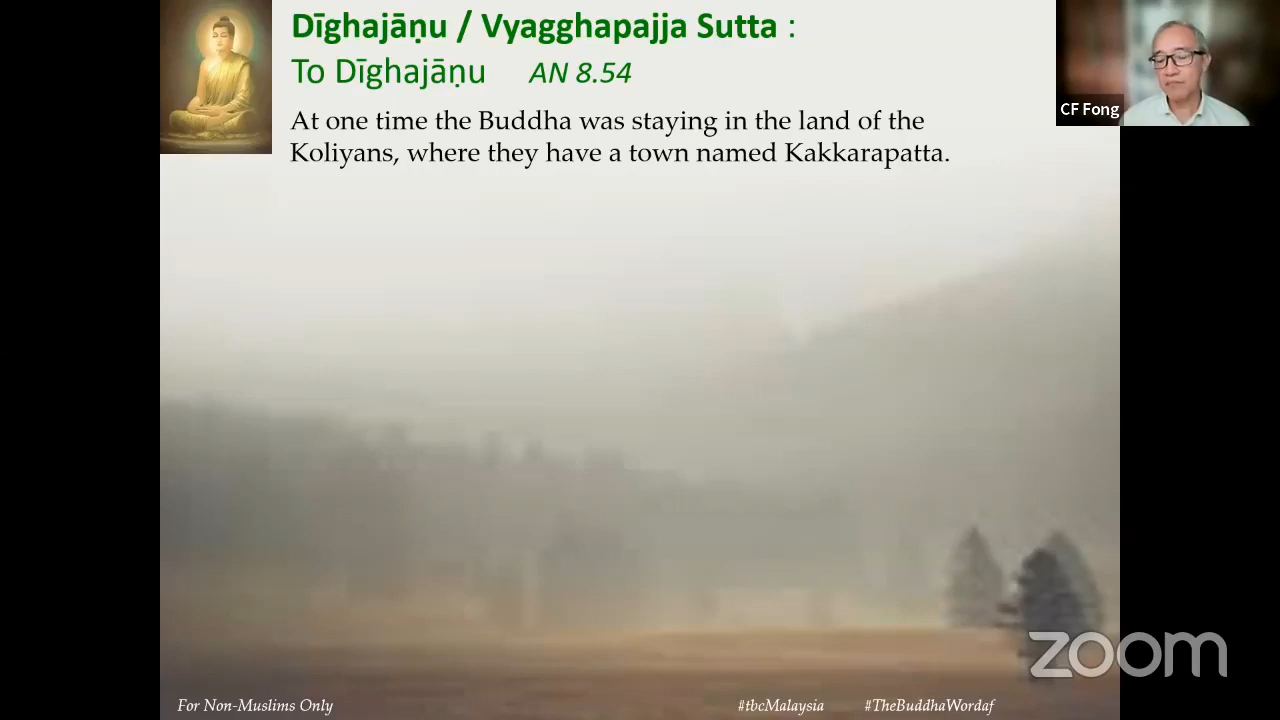 Dīghajāṇu / Vyagghapajja Sutta :
To Dīghajāṇu AN 8.54
At one time the Buddha was staying in the land of the
Koliyans, where they have a town named Kakkarapatta.
CF Fong
zoom
For Non-Muslims Only #tbcMalaysia #TheBuddhaWordaf